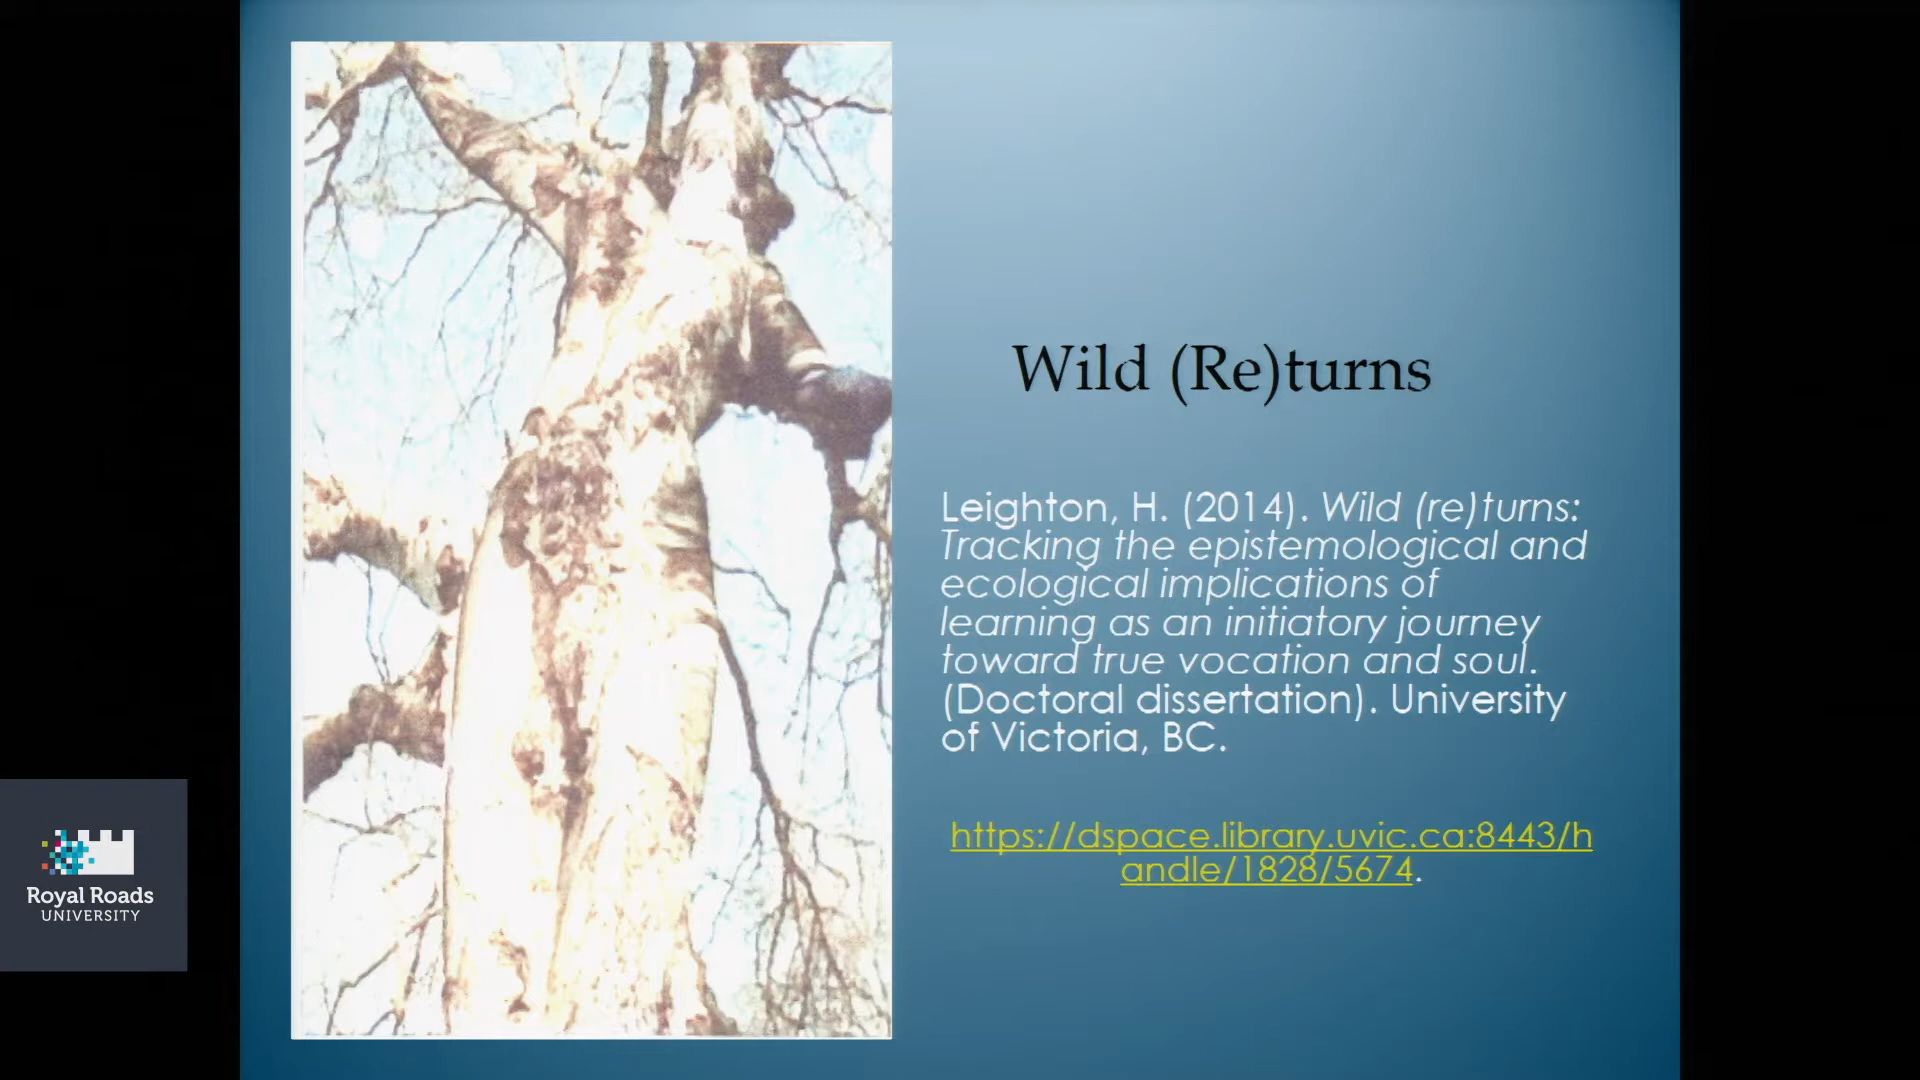 Wild (Re)turns
Leighton, H. (2014). Wild (re)turns:
Tracking the epistemological and
ecological implications of
learning as an initiatory journey
toward true vocation and soul.
(Doctoral dissertation). University
of Victoria, BC.
https://dspace.library.uvic.ca:8443/h
andle/1828/5674.
Royal Roads
UNIVERSITY